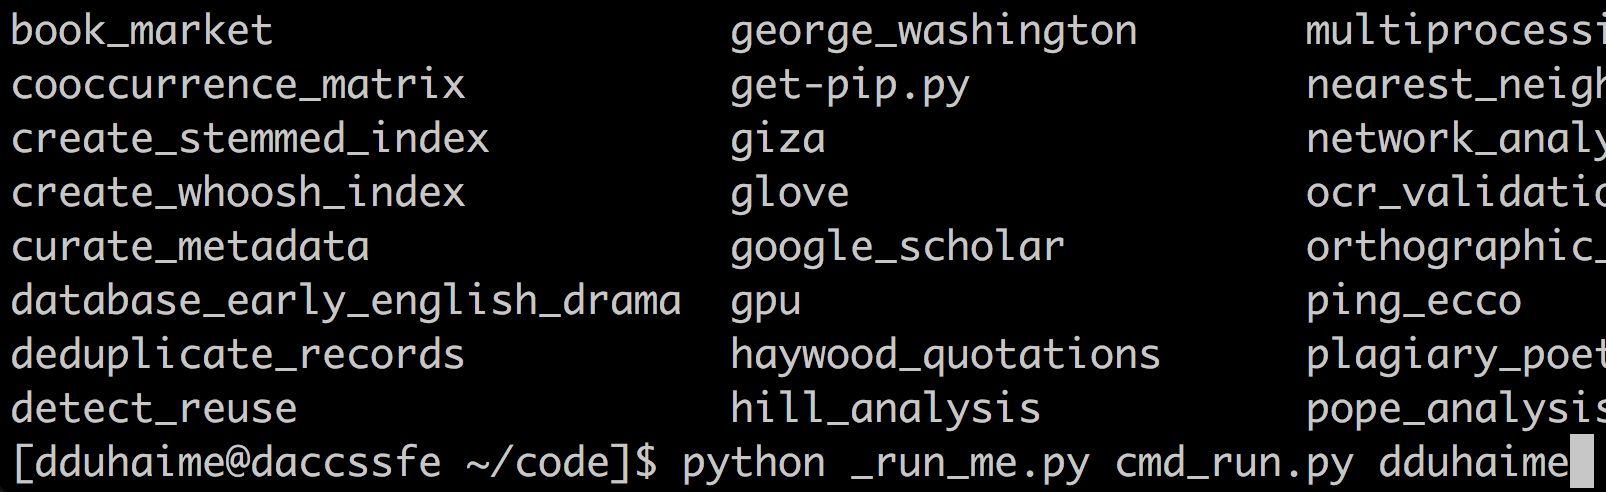 book_market george_washington multiprocessi
cooccurrence_matrix get-pip.py nearest_neigh
create_stemmed_index giza network_analy
create_whoosh_index glove ocr_validatio
curate_metadata google_scholar orthographic_
database_early_english_drama gpu ping_ecco
deduplicate_records haywood_quotations plagiary_poet
detect_reuse hill_analysis pope_analysis
[dduhaime@daccssfe ~/code]$ python _run_me.py cmd_run.py dduhaime